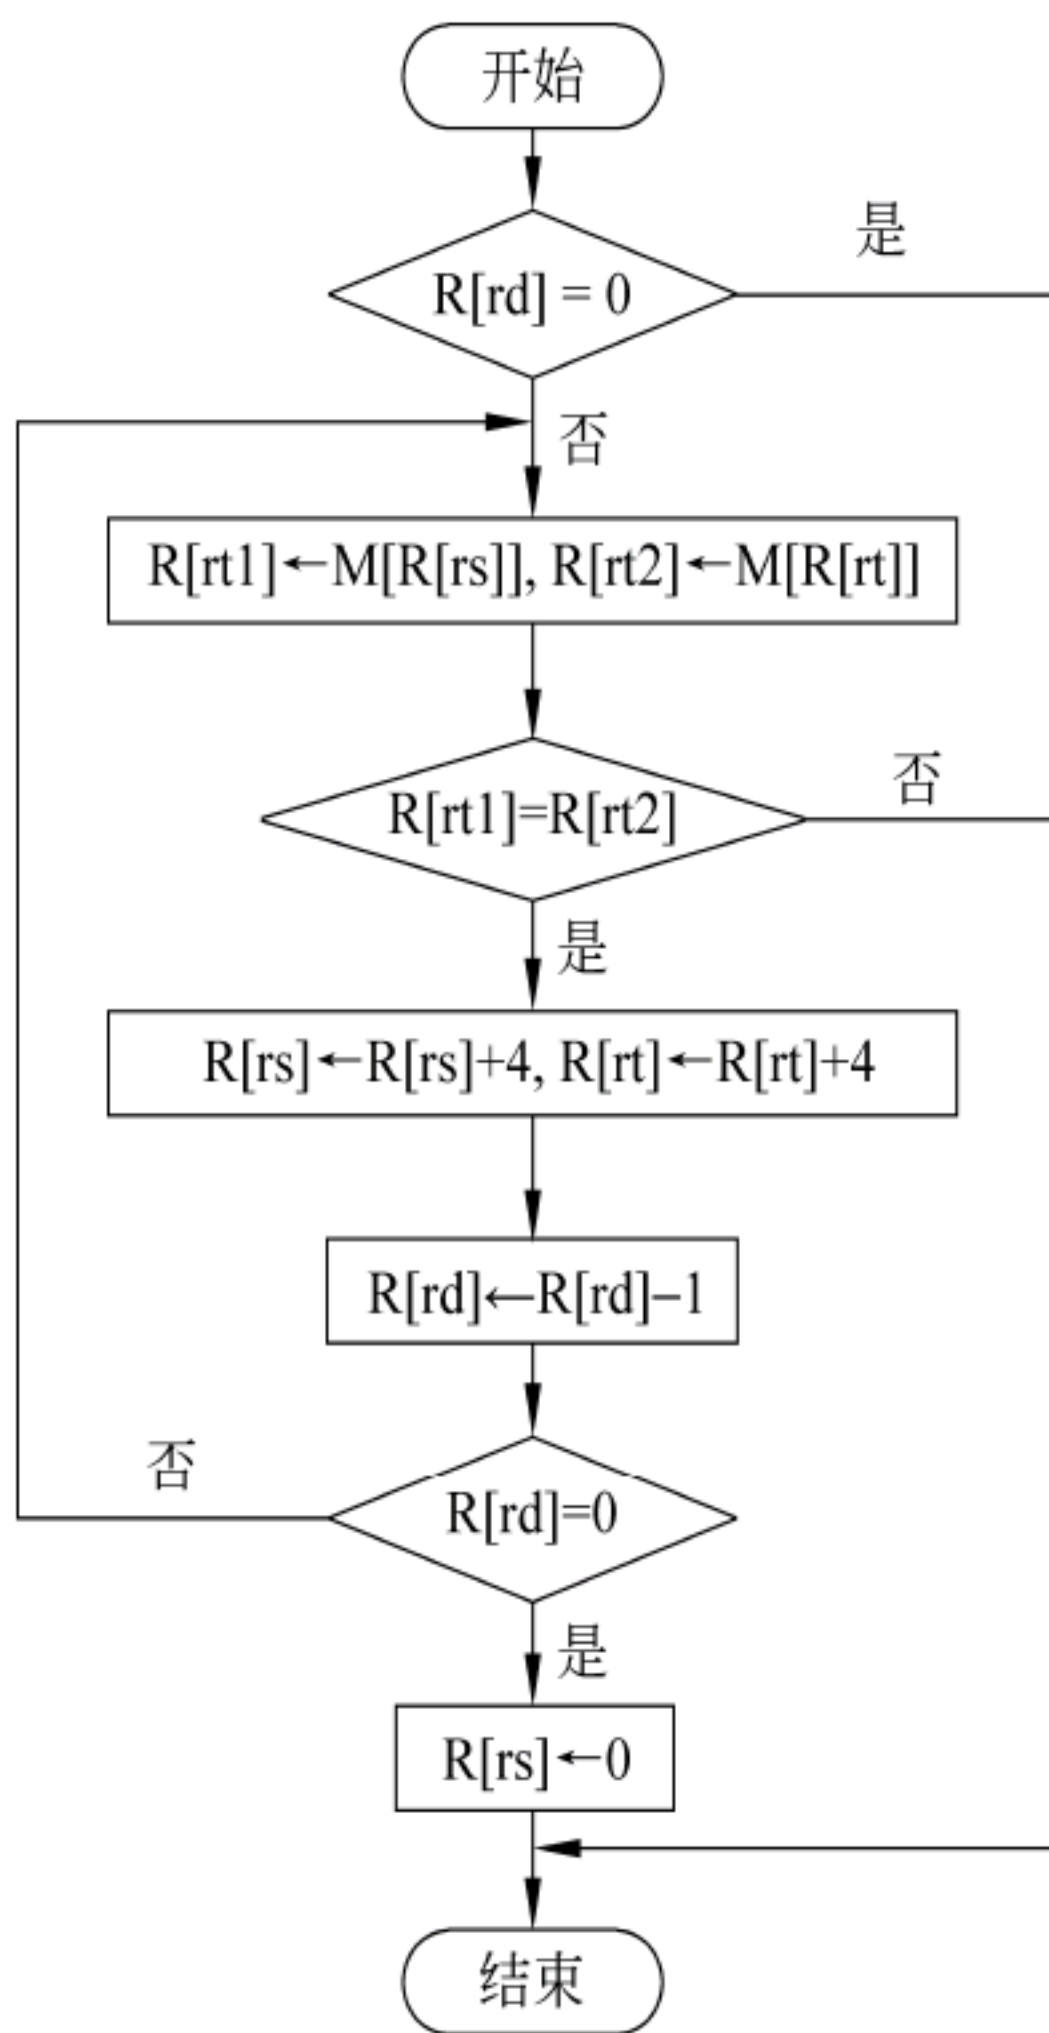 开始
是
R[rd] = 0
否
R[rt1]←M[R[rs]], R[rt2]←M[R[rt]]
否
R[rt1]=R[rt2]
是
R[rs]←R[rs]+4, R[rt]←R[rt]+4
R[rd]←R[rd]−1
否
R[rd]=0
是
R[rs]←0
结束